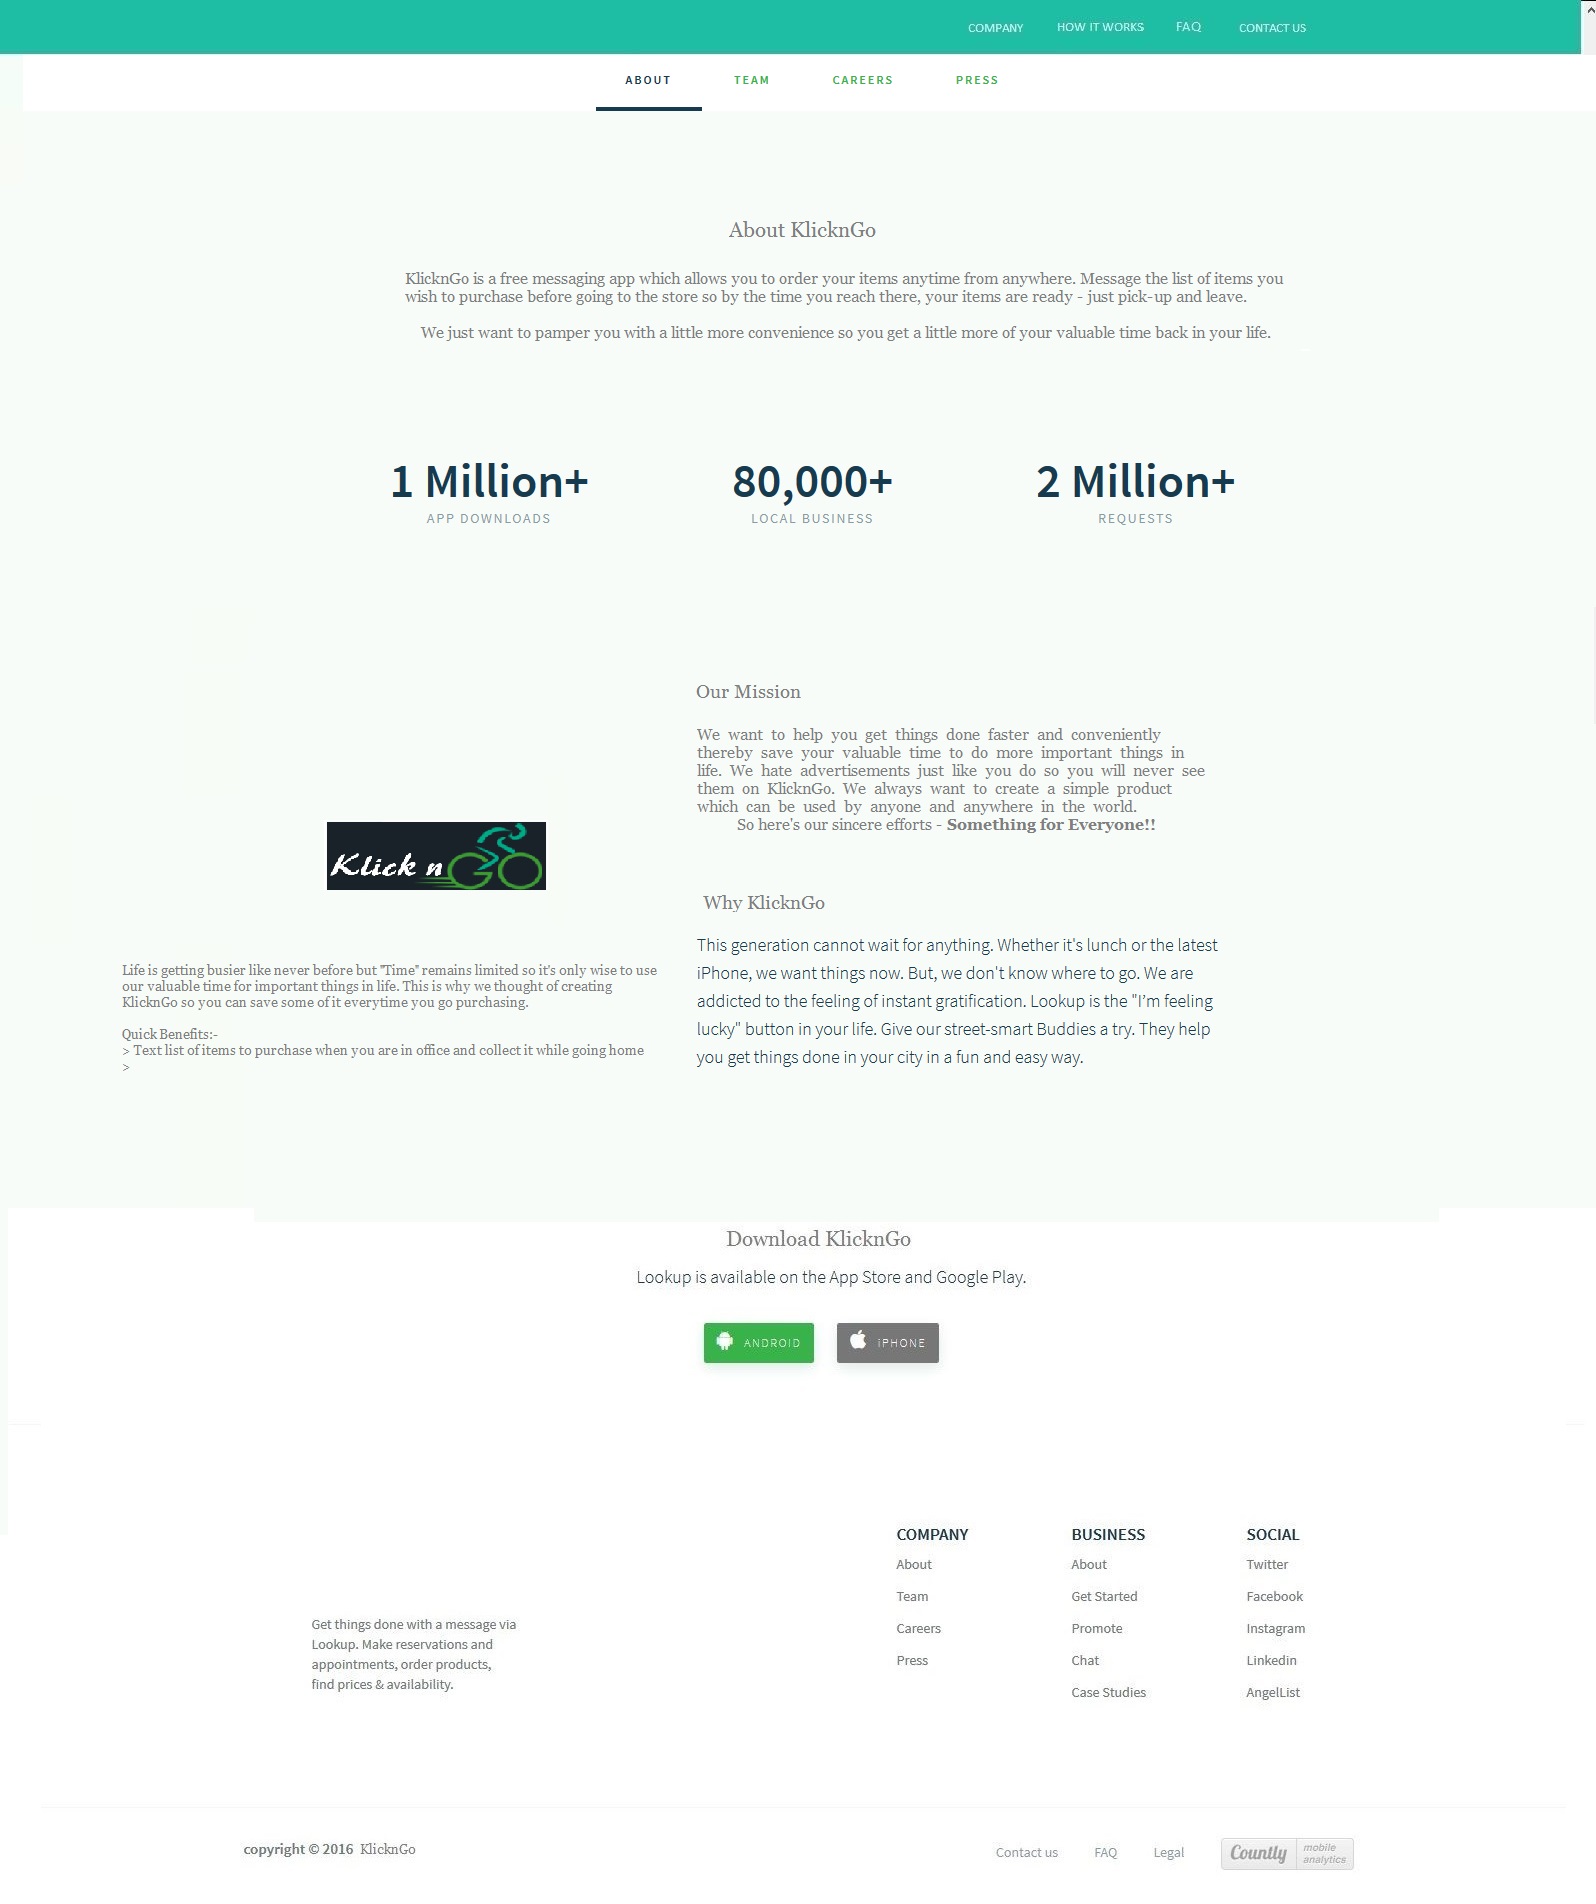 COMPANY HOW IT WORKS FAQ CONTACT US
ABOUT TEAM CAREERS PRESS
About KlicknGo
KlicknGo is a free messaging app which allows you to order your items anytime from anywhere. Message the list of items you
wish to purchase before going to the store so by the time you reach there, your items are ready - just pick-up and leave.
We just want to pamper you with a little more convenience so you get a little more of your valuable time back in your life.
1 Million+ 80,000+ 2 Million+
APP DOWNLOADS LOCAL BUSINESS REQUESTS
Our Mission
We want to help you get things done faster and conveniently
thereby save your valuable time to do more important things in
life. We hate advertisements just like you do so you will never see
them on KlicknGo. We always want to create a simple product
which can be used by anyone and anywhere in the world.
So here's our sincere efforts - Something for Everyone!!
Klick n GO
Life is getting busier like never before but "Time" remains limited so it's only wise to use
our valuable time for important things in life. This is why we thought of creating
KlicknGo so you can save some of it everytime you go purchasing.
Quick Benefits:-
> Text list of items to purchase when you are in office and collect it while going home
>
Why KlicknGo
This generation cannot wait for anything. Whether it's lunch or the latest
iPhone, we want things now. But, we don't know where to go. We are
addicted to the feeling of instant gratification. Lookup is the "I’m feeling
lucky" button in your life. Give our street-smart Buddies a try. They help
you get things done in your city in a fun and easy way.
Download KlicknGo
Lookup is available on the App Store and Google Play.
ANDROID iPHONE
Get things done with a message via
Lookup. Make reservations and
appointments, order products,
find prices & availability.
COMPANY
About
Team
Careers
Press
BUSINESS
About
Get Started
Promote
Chat
Case Studies
SOCIAL
Twitter
Facebook
Instagram
Linkedin
AngelList
copyright © 2016 KlicknGo
Contact us FAQ Legal
Countly mobile
analytics